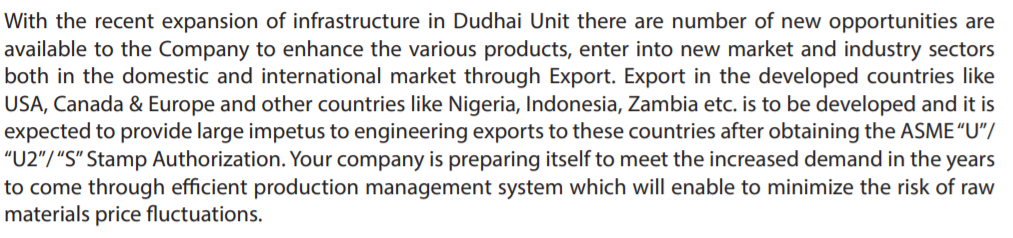 With the recent expansion of infrastructure in Dudhai Unit there are number of new opportunities are
available to the Company to enhance the various products, enter into new market and industry sectors
both in the domestic and international market through Export. Export in the developed countries like
USA, Canada & Europe and other countries like Nigeria, Indonesia, Zambia etc. is to be developed and it is
expected to provide large impetus to engineering exports to these countries after obtaining the ASME “U”/
“U2”/ “S” Stamp Authorization. Your company is preparing itself to meet the increased demand in the years
to come through efficient production management system which will enable to minimize the risk of raw
materials price fluctuations.